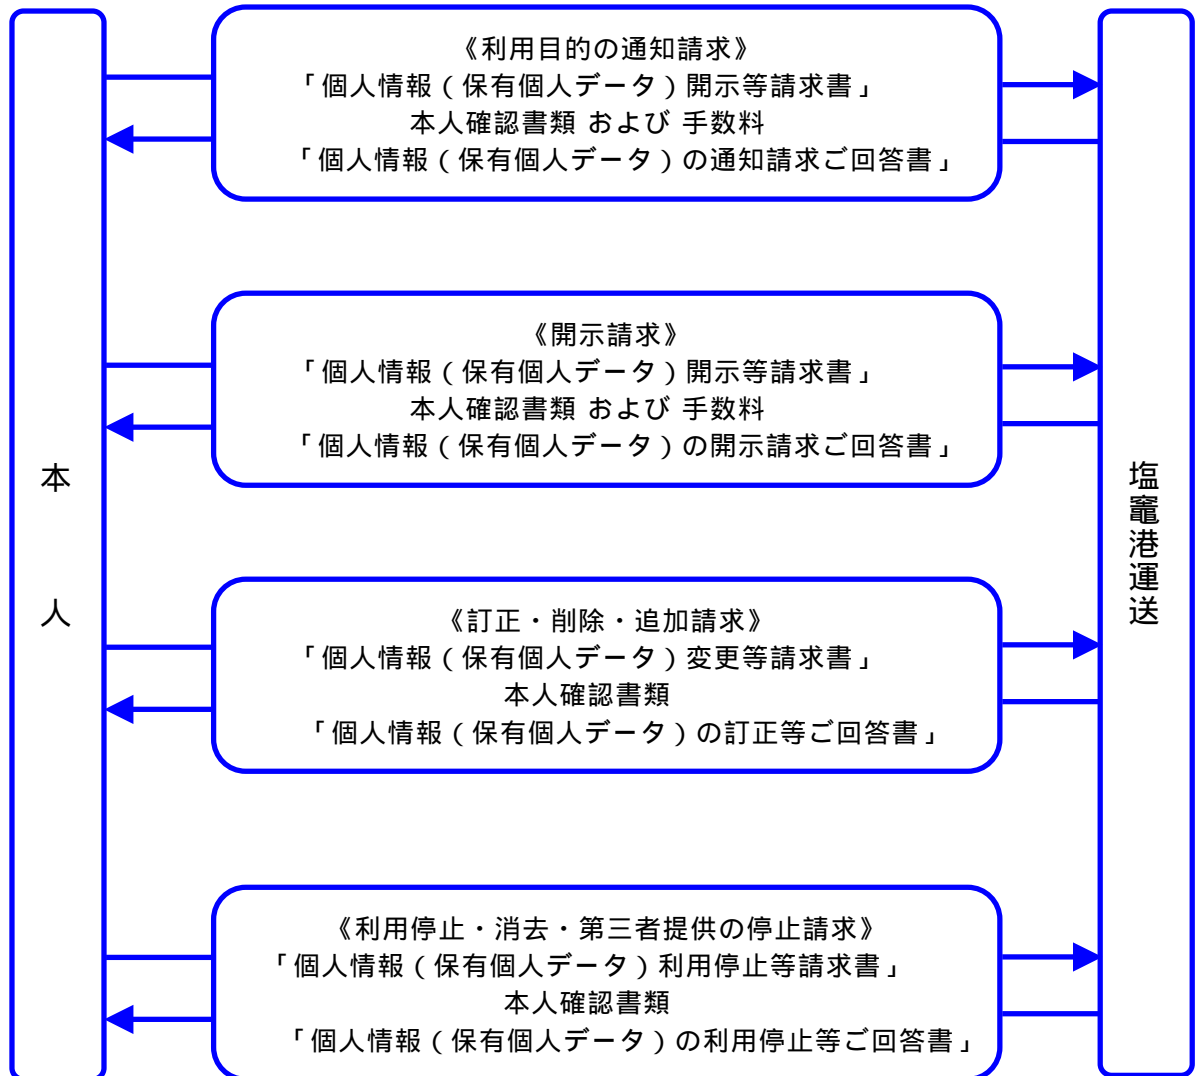 《利用目的の通知請求》
「個人情報(保有個人データ)開示等請求書」
本人確認書類 および 手数料
「個人情報(保有個人データ)の通知請求ご回答書」
《開示請求》
「個人情報(保有個人データ)開示等請求書」
本人確認書類 および 手数料
「個人情報(保有個人データ)の開示請求ご回答書」
本人
塩竈港運送
《訂正・削除・追加請求》
「個人情報(保有個人データ)変更等請求書」
本人確認書類
「個人情報(保有個人データ)の訂正等ご回答書」
《利用停止・消去・第三者提供の停止請求》
「個人情報(保有個人データ)利用停止等請求書」
本人確認書類
「個人情報(保有個人データ)の利用停止等ご回答書」